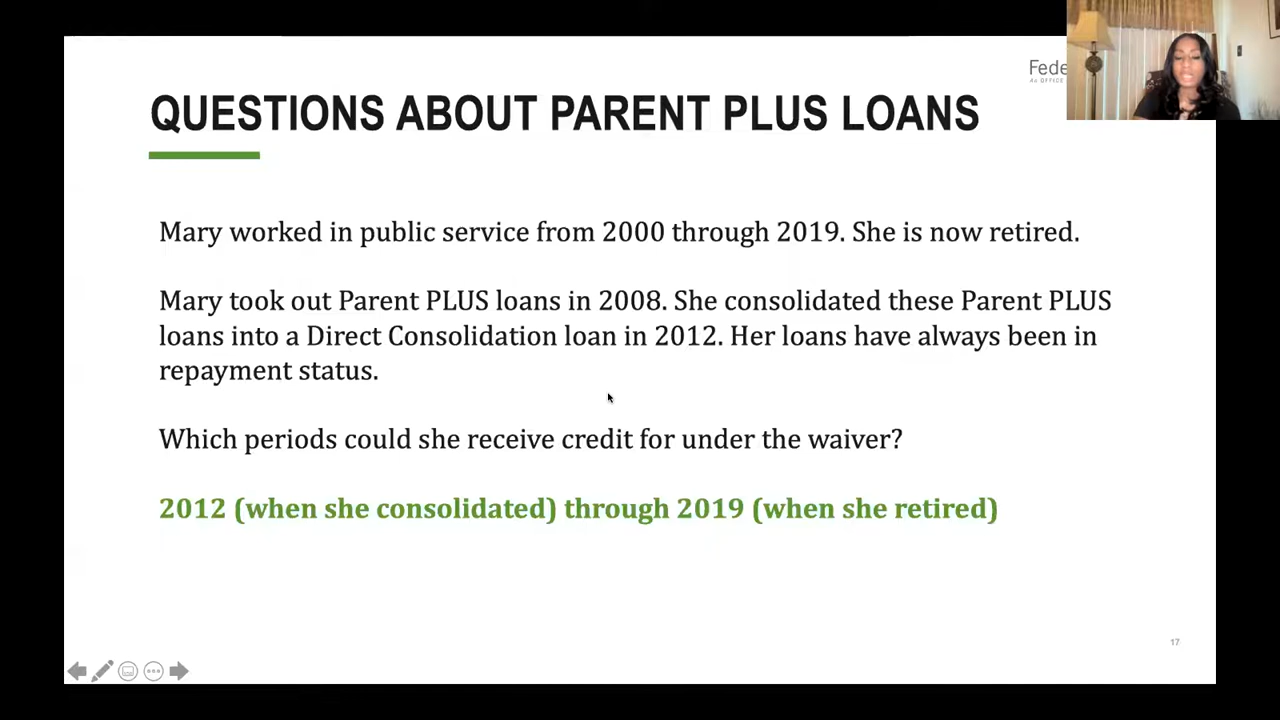 Fede
QUESTIONS ABOUT PARENT PLUS LOANS
Mary worked in public service from 2000 through 2019. She is now retired.
Mary took out Parent PLUS loans in 2008. She consolidated these Parent PLUS
loans into a Direct Consolidation loan in 2012. Her loans have always been in
repayment status.
Which periods could she receive credit for under the waiver?
2012 (when she consolidated) through 2019 (when she retired)
17